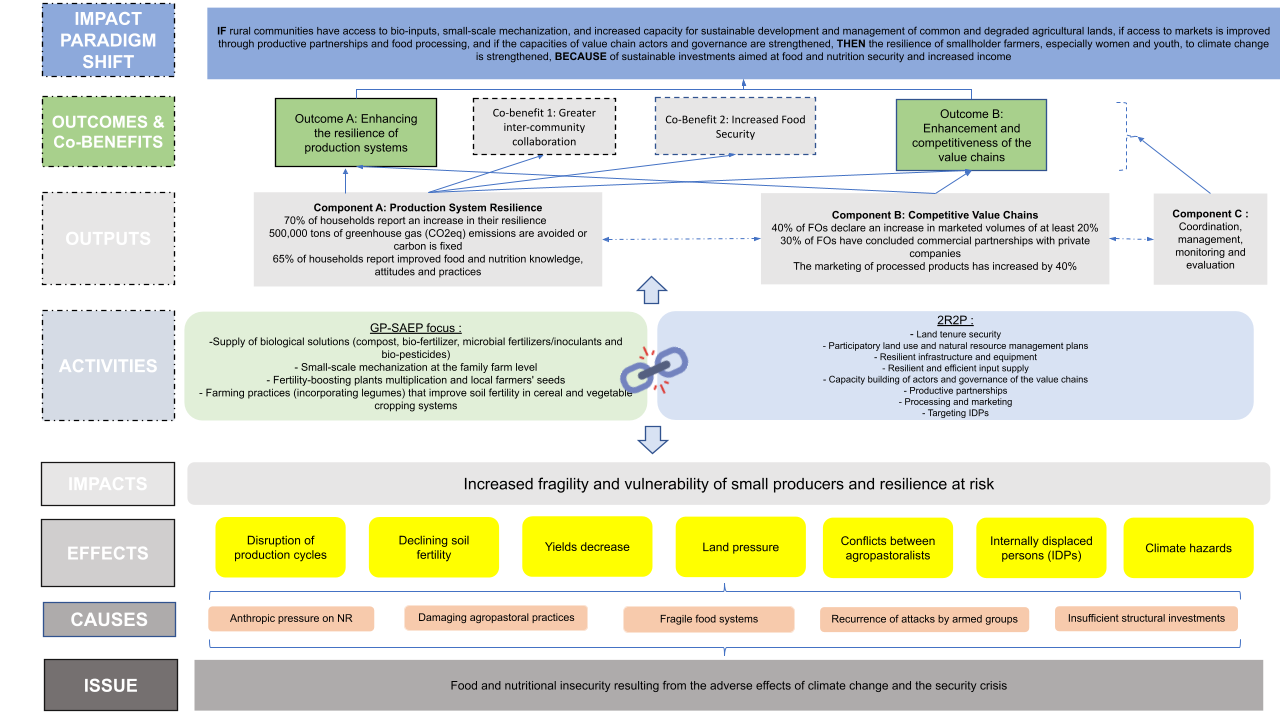 IMPACT
PARADIGM
SHIFT
IF rural communities have access to bio-inputs, small-scale mechanization, and increased capacity for sustainable development and management of common and degraded agricultural lands, if access to markets is improved
through productive partnerships and food processing, and if the capacities of value chain actors and governance are strengthened, THEN the resilience of smallholder farmers, especially women and youth, to climate change
is strengthened, BECAUSE of sustainable investments aimed at food and nutrition security and increased income
OUTCOMES &
Co-BENEFITS
Outcome A: Enhancing
the resilience of
production systems
Co-benefit 1: Greater
inter-community
collaboration
Co-Benefit 2: Increased Food
Security
Outcome B:
Enhancement and
competitiveness of the
value chains
OUTPUTS
Component A: Production System Resilience
70% of households report an increase in their resilience
500,000 tons of greenhouse gas (CO2eq) emissions are avoided or
carbon is fixed
65% of households report improved food and nutrition knowledge,
attitudes and practices
Component B: Competitive Value Chains
40% of FOs declare an increase in marketed volumes of at least 20%
30% of FOs have concluded commercial partnerships with private
companies
The marketing of processed products has increased by 40%
Component C :
Coordination,
management,
monitoring and
evaluation
ACTIVITIES
GP-SAEP focus :
-Supply of biological solutions (compost, bio-fertilizer, microbial fertilizers/inoculants and
bio-pesticides)
- Small-scale mechanization at the family farm level
- Fertility-boosting plants multiplication and local farmers' seeds
- Farming practices (incorporating legumes) that improve soil fertility in cereal and vegetable
cropping systems
2R2P :
- Land tenure security
- Participatory land use and natural resource management plans
- Resilient infrastructure and equipment
- Resilient and efficient input supply
- Capacity building of actors and governance of the value chains
- Productive partnerships
- Processing and marketing
- Targeting IDPs
IMPACTS
Increased fragility and vulnerability of small producers and resilience at risk
EFFECTS
Disruption of
production cycles
Declining soil
fertility
Yields decrease
Land pressure
Conflicts between
agropastoralists
Internally displaced
persons (IDPs)
Climate hazards
CAUSES
Anthropic pressure on NR
Damaging agropastoral practices
Fragile food systems
Recurrence of attacks by armed groups
Insufficient structural investments
ISSUE
Food and nutritional insecurity resulting from the adverse effects of climate change and the security crisis